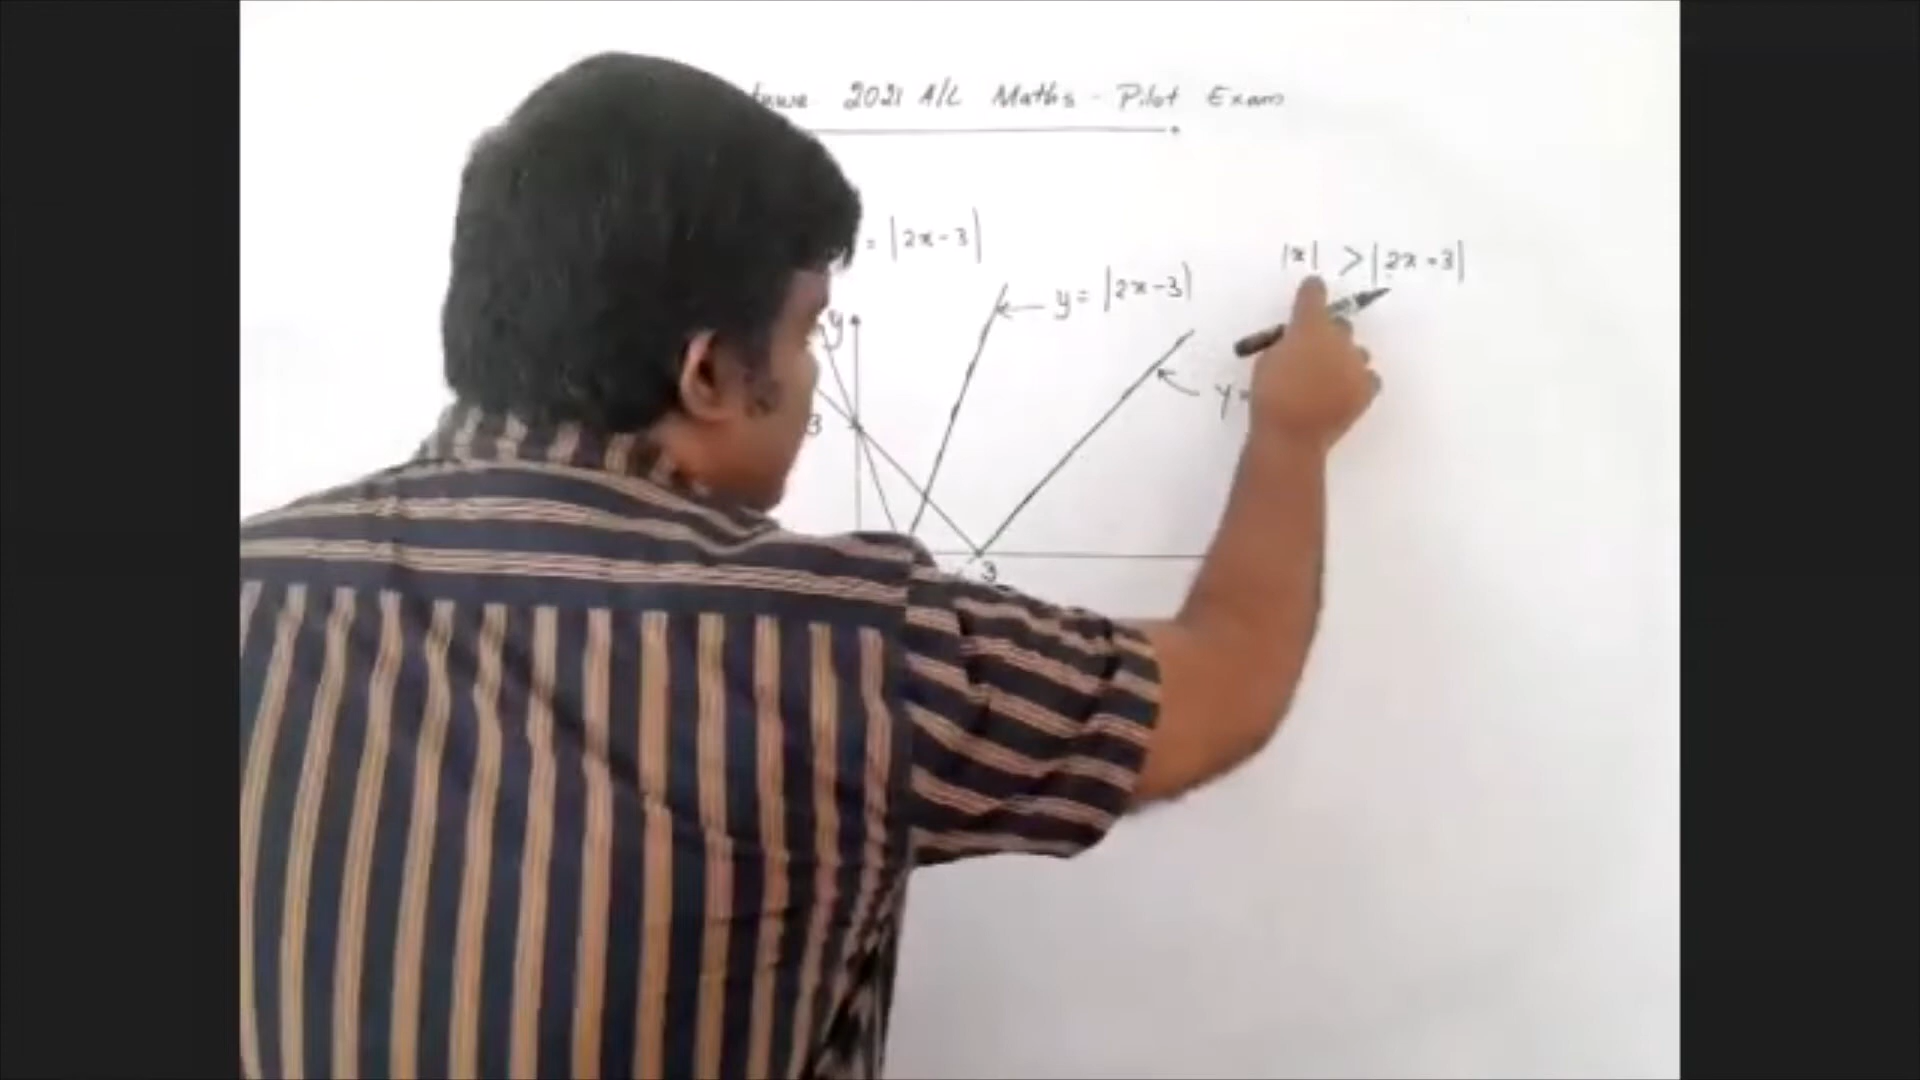 2021 A/L Maths - Pilot Exam
= |2x-3|
|x| > |2x-3|
y = |2x-3|
y
y=
3
3